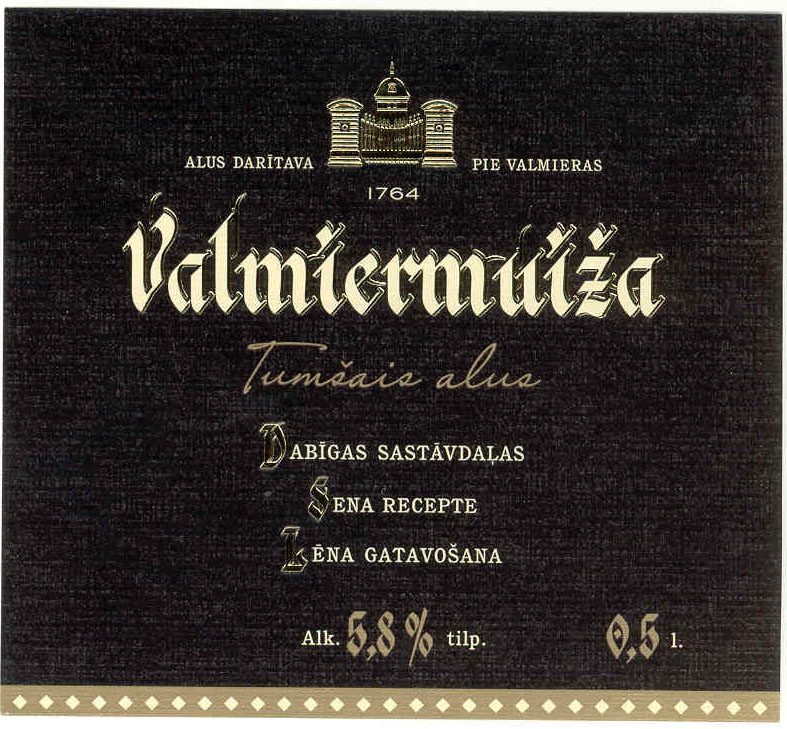 ALUS DARĪTAVA PIE VALMIERAS
1764
Valmiermuiža
Tumšais alus
DABĪGAS SASTĀVDAĻAS
SENA RECEPTE
LĒNA GATAVOŠANA
Alk. 5,8% tilp. 0,5 l.